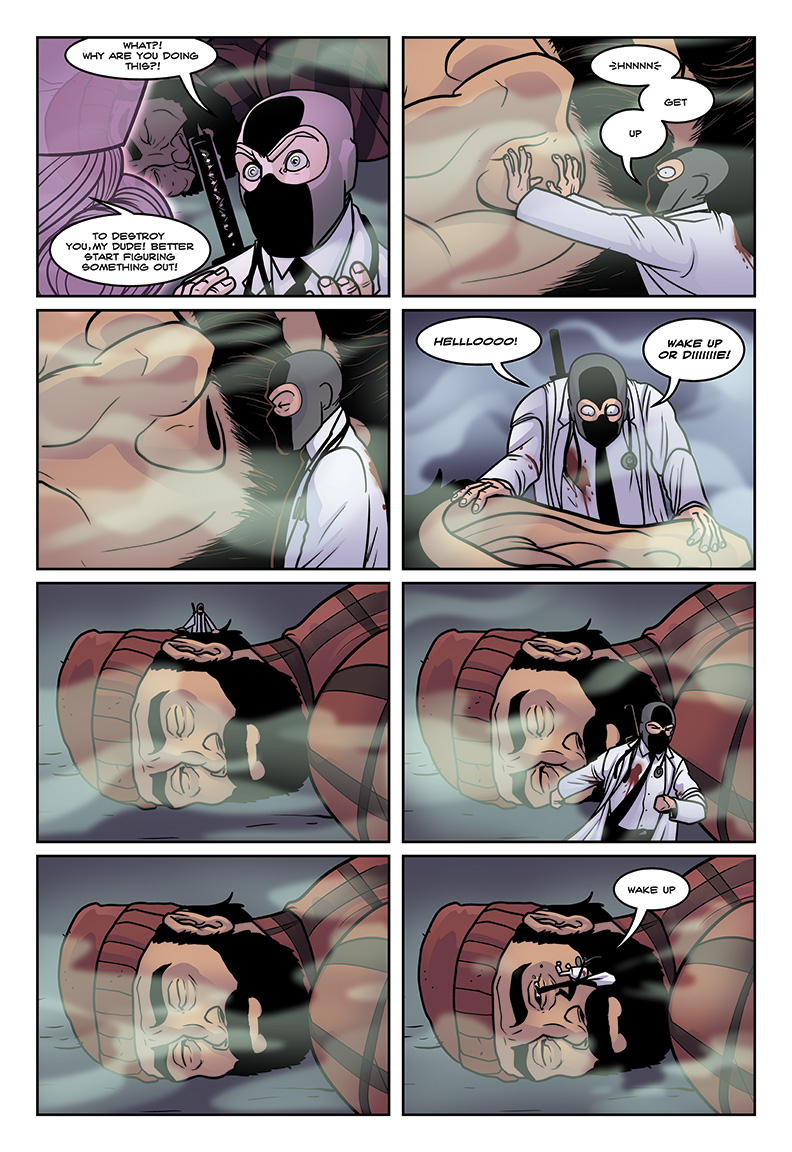 WHAT?!
WHY ARE YOU DOING
THIS?!
TO DESTROY
YOU, MY DUDE! BETTER
START FIGURING
SOMETHING OUT!
HNNNN
GET
UP
HELLLOOOO!
WAKE UP
OR DIIIIIIE!
WAKE UP